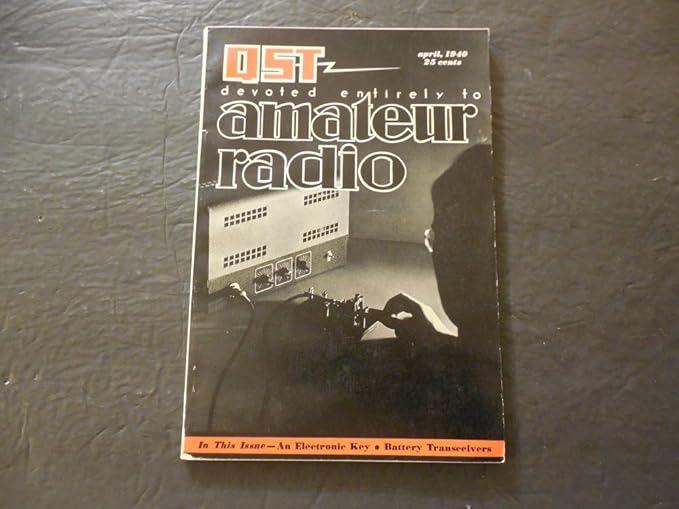 QST
april, 1940
25 cents
devoted entirely to
amateur
radio
In This Issue—An Electronic Key • Battery Transceivers